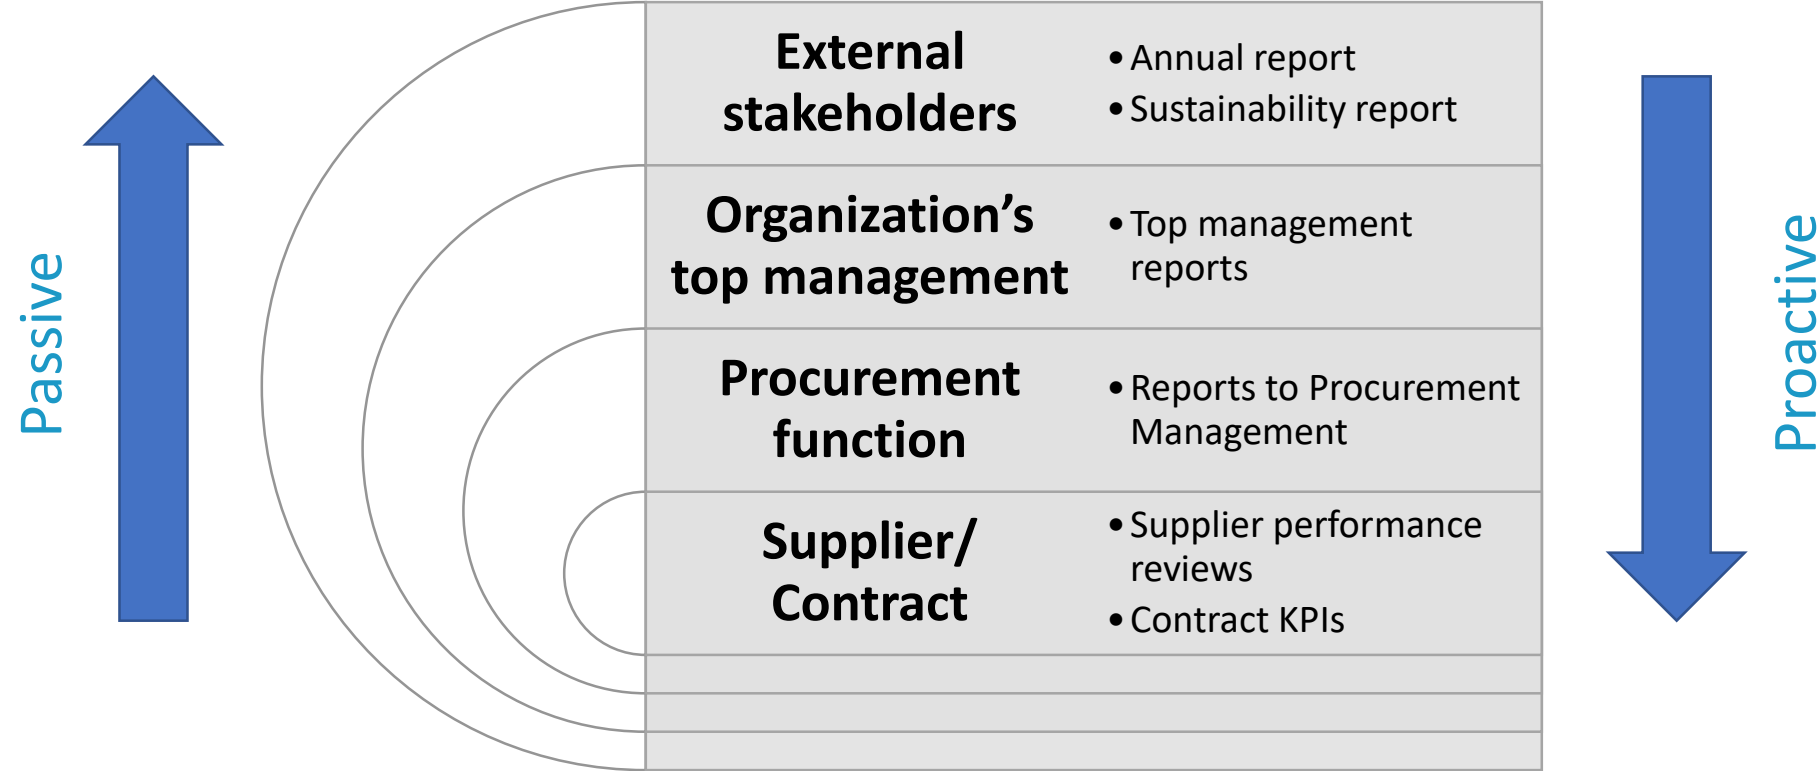 Passive
External
stakeholders
• Annual report
• Sustainability report
Organization’s
top management
• Top management
reports
Procurement
function
• Reports to Procurement
Management
Supplier/
Contract
• Supplier performance
reviews
• Contract KPIs
Proactive